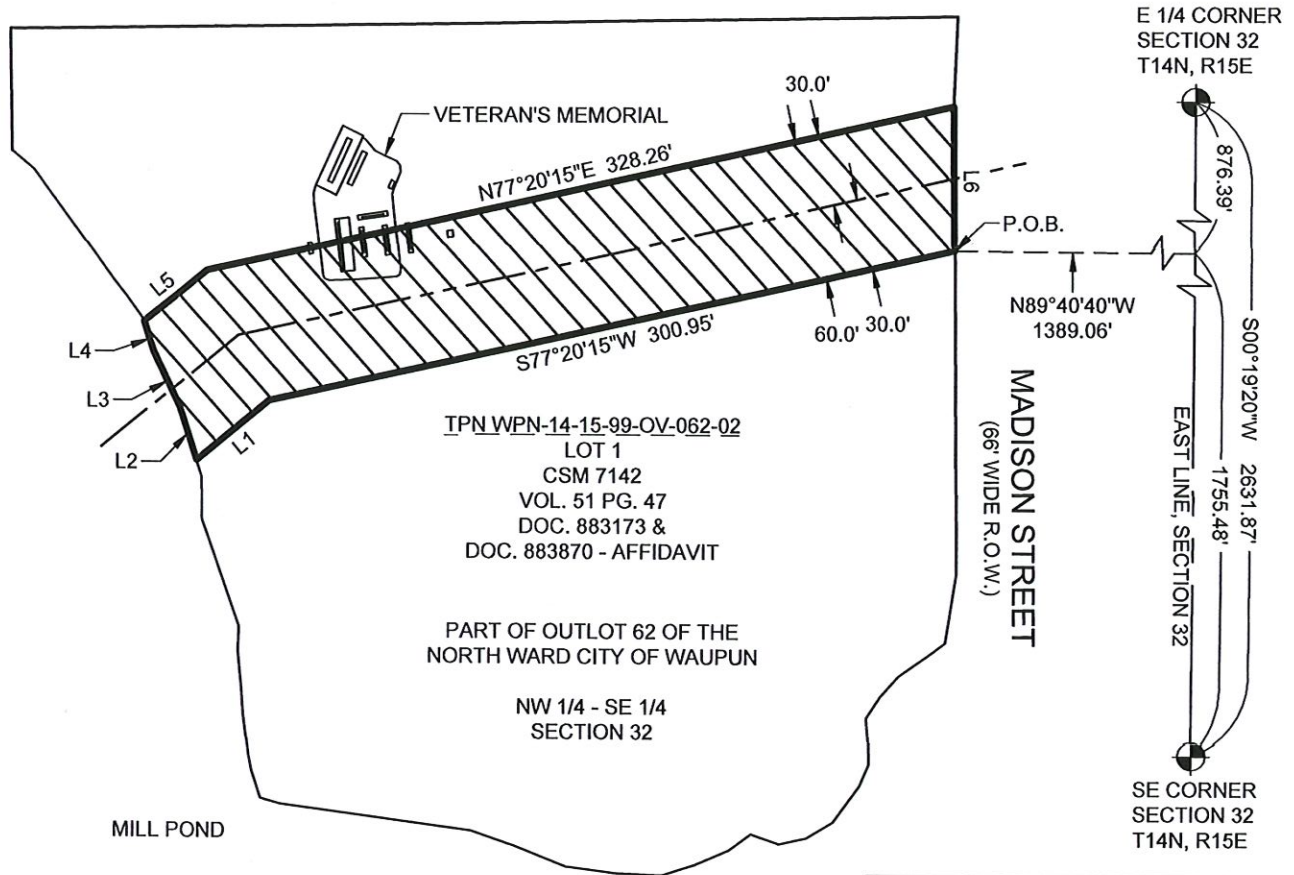 E 1/4 CORNER
SECTION 32
T14N, R15E
30.0'
VETERAN'S MEMORIAL
876.39'
N77°20'15"E 328.26'
L6
P.O.B.
L5
N89°40'40"W
1389.06'
L4
60.0'
30.0'
S77°20'15"W 300.95'
L3
S00°19'20"W 2631.87'
L1
L2
MADISON STREET
(66' WIDE R.O.W.)
EAST LINE, SECTION 32
1755.48'
TPN WPN-14-15-99-OV-062-02
LOT 1
CSM 7142
VOL. 51 PG. 47
DOC. 883173 &
DOC. 883870 - AFFIDAVIT
PART OF OUTLOT 62 OF THE
NORTH WARD CITY OF WAUPUN
NW 1/4 - SE 1/4
SECTION 32
SE CORNER
SECTION 32
T14N, R15E
MILL POND